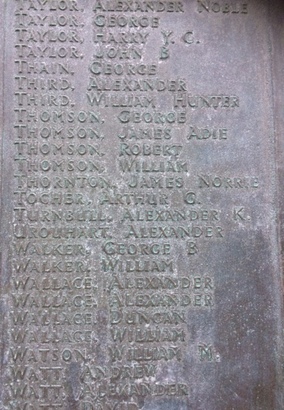 TAYLOR, ALEXANDER NOBLE
TAYLOR, GEORGE
TAYLOR, HARRY Y. G.
TAYLOR, JOHN B
THAIN, GEORGE
THIRD, ALEXANDER
THIRD, WILLIAM HUNTER
THOMSON, GEORGE
THOMSON, JAMES ADIE
THOMSON, ROBERT
THOMSON, WILLIAM
THORNTON, JAMES NORRIE
TOCHER, ARTHUR G.
TURNBULL, ALEXANDER K.
URQUHART, ALEXANDER
WALKER, GEORGE B
WALKER, WILLIAM
WALLACE, ALEXANDER
WALLACE, ALEXANDER
WALLACE, DUNCAN
WALLACE, WILLIAM
WATSON, WILLIAM N.
WATT, ANDREW
WATT, ALEXANDER
WATT, DAVID